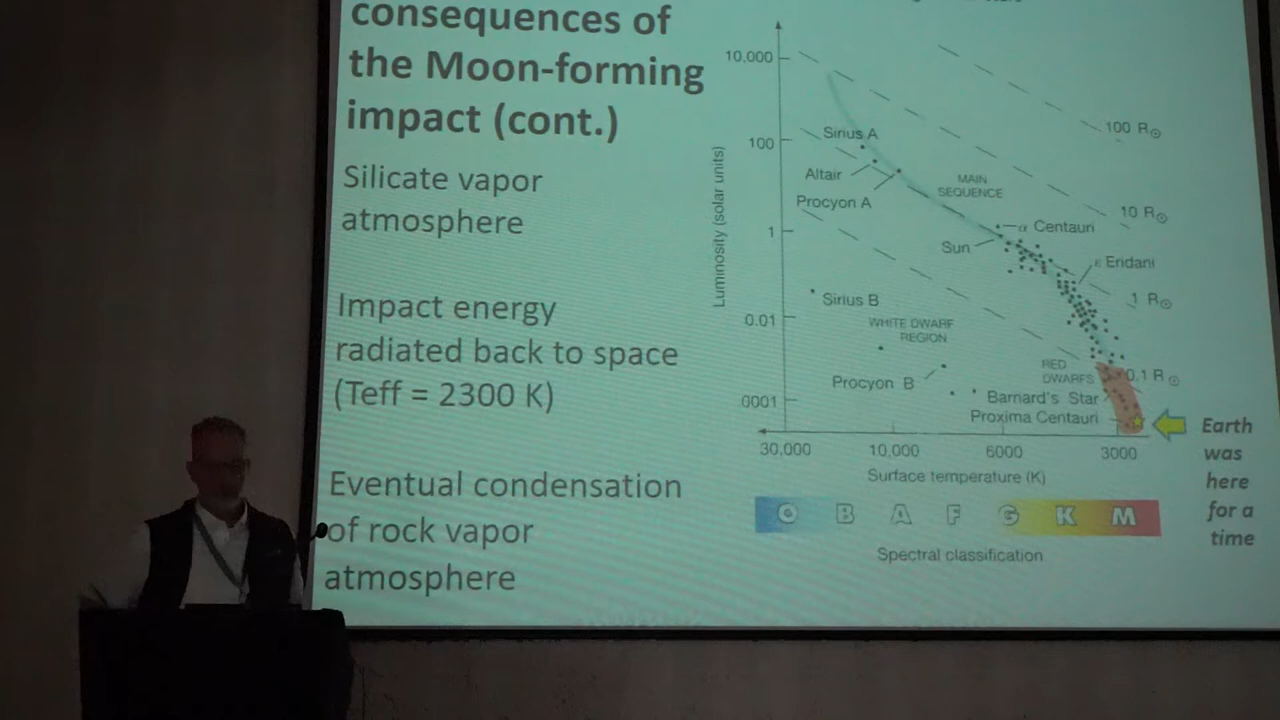 consequences of
the Moon-forming
impact (cont.)
Silicate vapor
atmosphere
Impact energy
radiated back to space
(Teff = 2300 K)
Eventual condensation
of rock vapor
atmosphere
10,000
100
1
0.01
0001
Luminosity (solar units)
100 R☉
10 R☉
1 R☉
0.1 R☉
Sirius A
Altair
Procyon A
MAIN
SEQUENCE
α Centauri
Sun
ε Eridani
Sirius B
WHITE DWARF
REGION
Procyon B
RED
DWARFS
Barnard's Star
Proxima Centauri
30,000 10,000 6000 3000
Surface temperature (K)
O B A F G K M
Spectral classification
Earth
was
here
for a
time